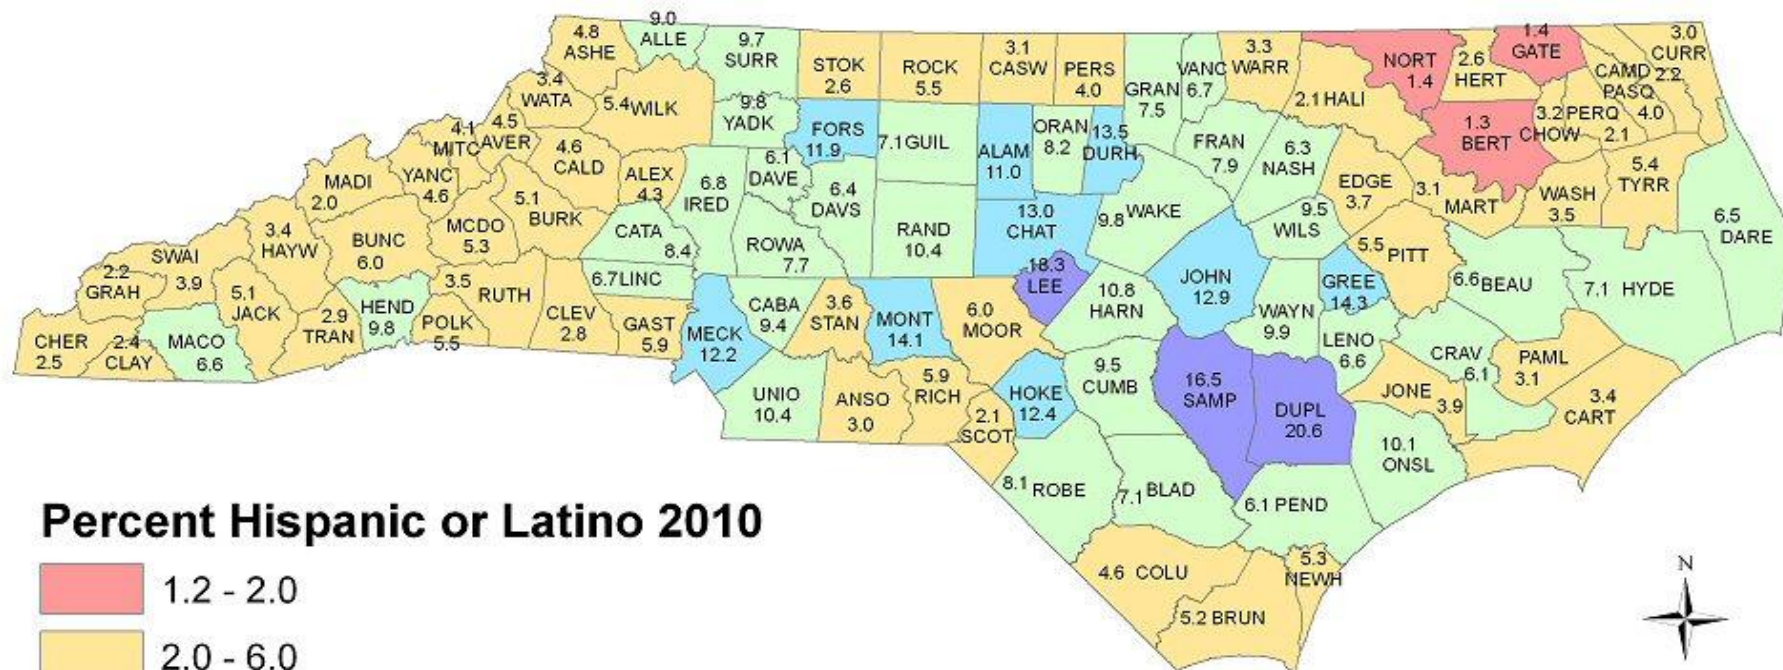 4.8
ASHE
9.0
ALLE
9.7
SURR
STOK
2.6
ROCK
5.5
3.1
CASW
PERS
4.0
GRAN
7.5
VANC
6.7
3.3
WARR
NORT
1.4
2.6
HERT
1.4
GATE
3.0
CURR
CAMD
2.2
PASQ
4.0
3.2
CHOW
PERQ
2.1
3.4
WATA
5.4 WILK
9.8
YADK
FORS
11.9
7.1 GUIL
ALAM
11.0
ORAN
8.2
13.5
DURH
FRAN
7.9
6.3
NASH
2.1 HALI
1.3
BERT
4.1
MITC
4.5
AVER
4.6
CALD
ALEX
4.3
6.8
IRED
6.1
DAVE
6.4
DAVS
RAND
10.4
13.0
CHAT
9.8 WAKE
9.5
WILS
EDGE
3.7
3.1
MART
WASH
3.5
5.4
TYRR
6.5
DARE
MADI
2.0
YANC
4.6
MCDO
5.3
5.1
BURK
CATA
8.4
ROWA
7.7
3.4
HAYW
BUNC
6.0
SWAI
3.9
2.2
GRAH
5.1
JACK
2.9
TRAN
HEND
9.8
3.5
RUTH
POLK
5.5
CLEV
2.8
6.7 LINC
GAST
5.9
MECK
12.2
CABA
9.4
3.6
STAN
MONT
14.1
6.0
MOOR
18.3
LEE
10.8
HARN
JOHN
12.9
WAYN
9.9
GREE
14.3
5.5
PITT
6.6 BEAU
7.1 HYDE
CHER
2.5
2.4
CLAY
MACO
6.6
UNIO
10.4
ANSO
3.0
5.9
RICH
2.1
SCOT
HOKE
12.4
9.5
CUMB
16.5
SAMP
DUPL
20.6
LENO
6.6
CRAV
6.1
JONE
3.9
PAML
3.1
3.4
CART
10.1
ONSL
8.1 ROBE
7.1 BLAD
6.1 PEND
4.6 COLU
5.2 BRUN
5.3
NEWH
Percent Hispanic or Latino 2010
1.2 - 2.0
2.0 - 6.0
N